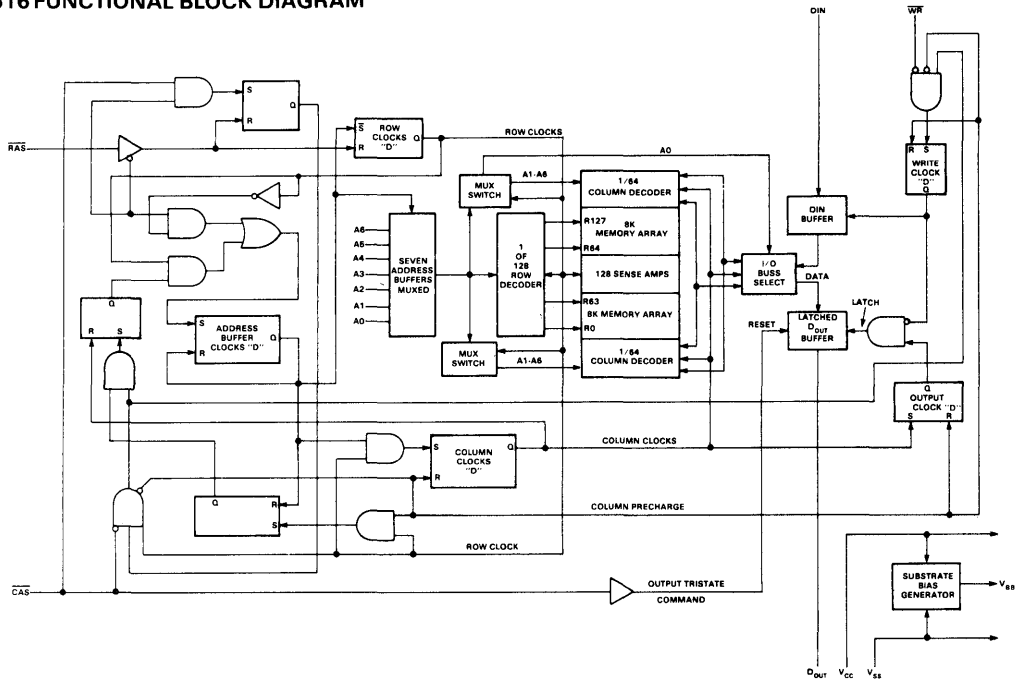 516 FUNCTIONAL BLOCK DIAGRAM
DIN
WR
S
Q
R
RAS
S
ROW
CLOCKS
"D"
Q
R
ROW CLOCKS
A0
R S
WRITE
CLOCK
"D"
Q
MUX
SWITCH
A1-A6
1/64
COLUMN DECODER
DIN
BUFFER
A6
A5
A4
A3
A2
A1
A0
SEVEN
ADDRESS
BUFFERS
MUXED
1
OF
128
ROW
DECODER
R127
R64
8K
MEMORY ARRAY
128 SENSE AMPS
R63
R0
8K MEMORY ARRAY
1/64
COLUMN DECODER
I/O
BUSS
SELECT
DATA
LATCH
RESET
LATCHED
DOUT
BUFFER
MUX
SWITCH
A1-A6
Q
R S
S
ADDRESS
BUFFER
CLOCKS "D"
Q
R
Q
OUTPUT
CLOCK "D"
S R
S
COLUMN
CLOCKS
"D"
Q
R
COLUMN CLOCKS
Q
R
S
COLUMN PRECHARGE
ROW CLOCK
CAS
OUTPUT TRISTATE
COMMAND
SUBSTRATE
BIAS
GENERATOR
VBB
DOUT
VCC
VSS